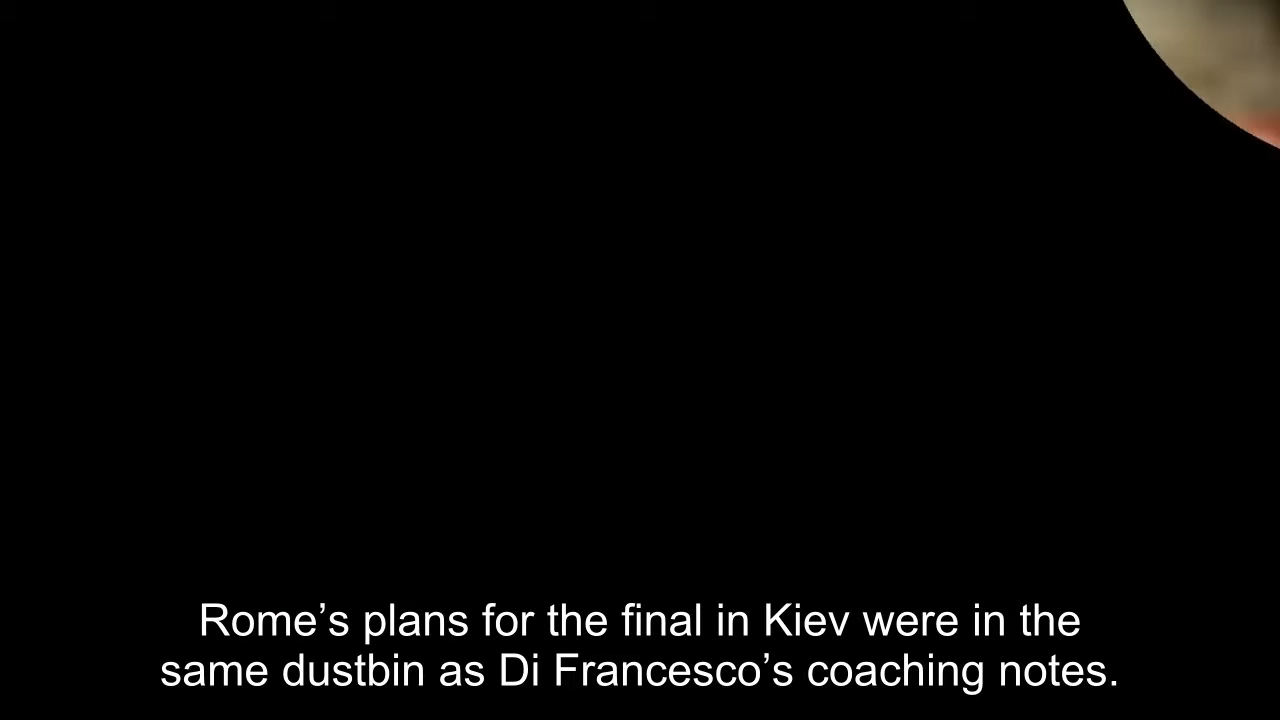 Rome’s plans for the final in Kiev were in the
same dustbin as Di Francesco’s coaching notes.